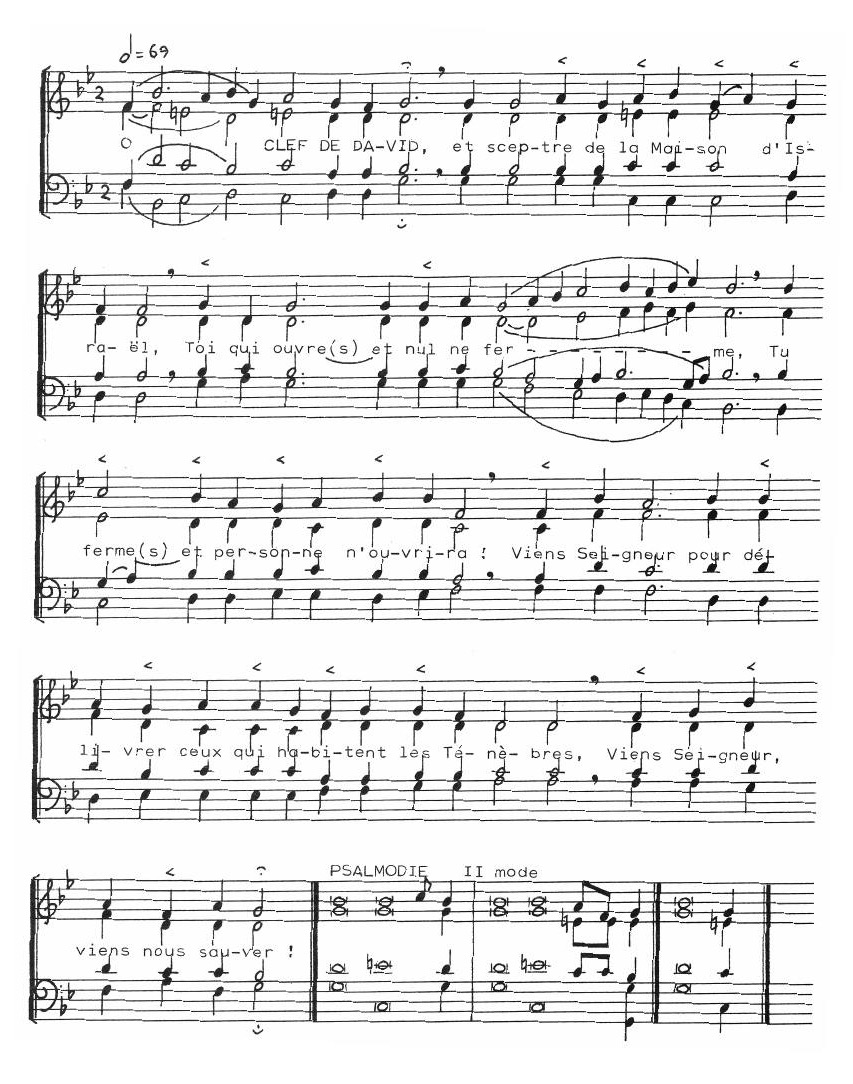 = 69
O CLEF DE DA-VID, et scep-tre de la Mai-son d'Is-
ra- ël, Toi qui ouvre(s) et nul ne fer - - - - - - - - - me, Tu
ferme(s) et per-son-ne n'ou-vri-ra ! Viens Sei-gneur pour dé-
li- vrer ceux qui ha-bi-tent les Té-nè- bres, Viens Sei-gneur,
PSALMODIE II mode
viens nous sau-ver !